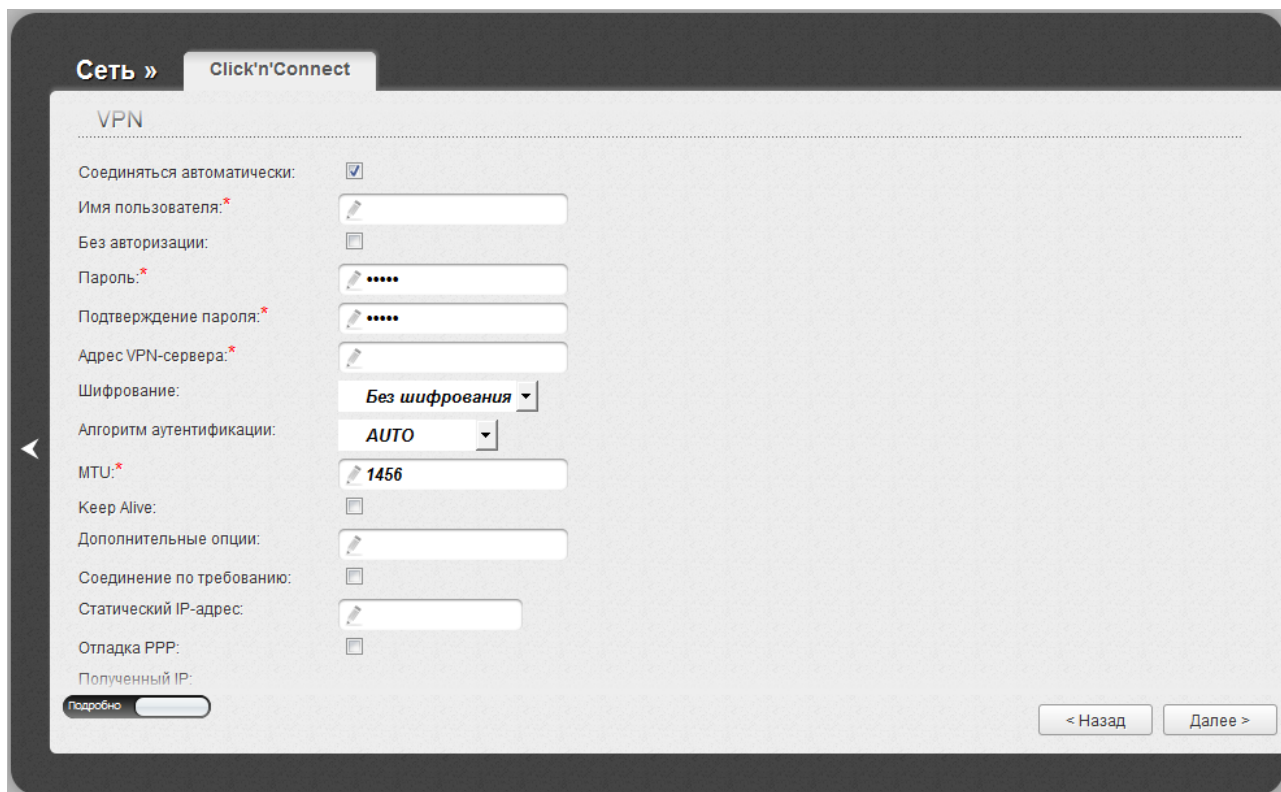 Сеть »
Click'n'Connect
VPN
Соединяться автоматически:
Имя пользователя:*
Без авторизации:
Пароль:* •••••
Подтверждение пароля:* •••••
Адрес VPN-сервера:*
Шифрование: Без шифрования
Алгоритм аутентификации: AUTO
MTU:* 1456
Keep Alive:
Дополнительные опции:
Соединение по требованию:
Статический IP-адрес:
Отладка PPP:
Полученный IP:
Подробно
< Назад
Далее >